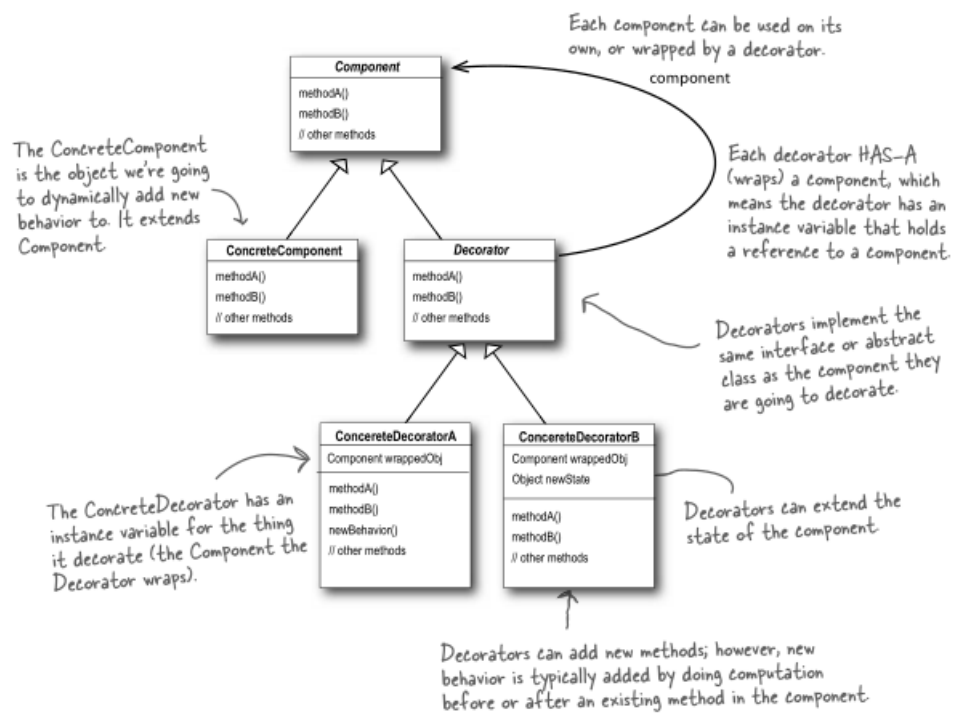 Each component can be used on its
own, or wrapped by a decorator.
component
Component
methodA()
methodB()
// other methods
The ConcreteComponent
is the object we're going
to dynamically add new
behavior to. It extends
Component.
Each decorator HAS-A
(wraps) a component, which
means the decorator has an
instance variable that holds
a reference to a component.
ConcreteComponent
methodA()
methodB()
// other methods
Decorator
methodA()
methodB()
// other methods
Decorators implement the
same interface or abstract
class as the component they
are going to decorate.
ConcereteDecoratorA
Component wrappedObj
methodA()
methodB()
newBehavior()
// other methods
ConcereteDecoratorB
Component wrappedObj
Object newState
methodA()
methodB()
// other methods
The ConcreteDecorator has an
instance variable for the thing
it decorate (the Component the
Decorator wraps).
Decorators can extend the
state of the component.
Decorators can add new methods; however, new
behavior is typically added by doing computation
before or after an existing method in the component.